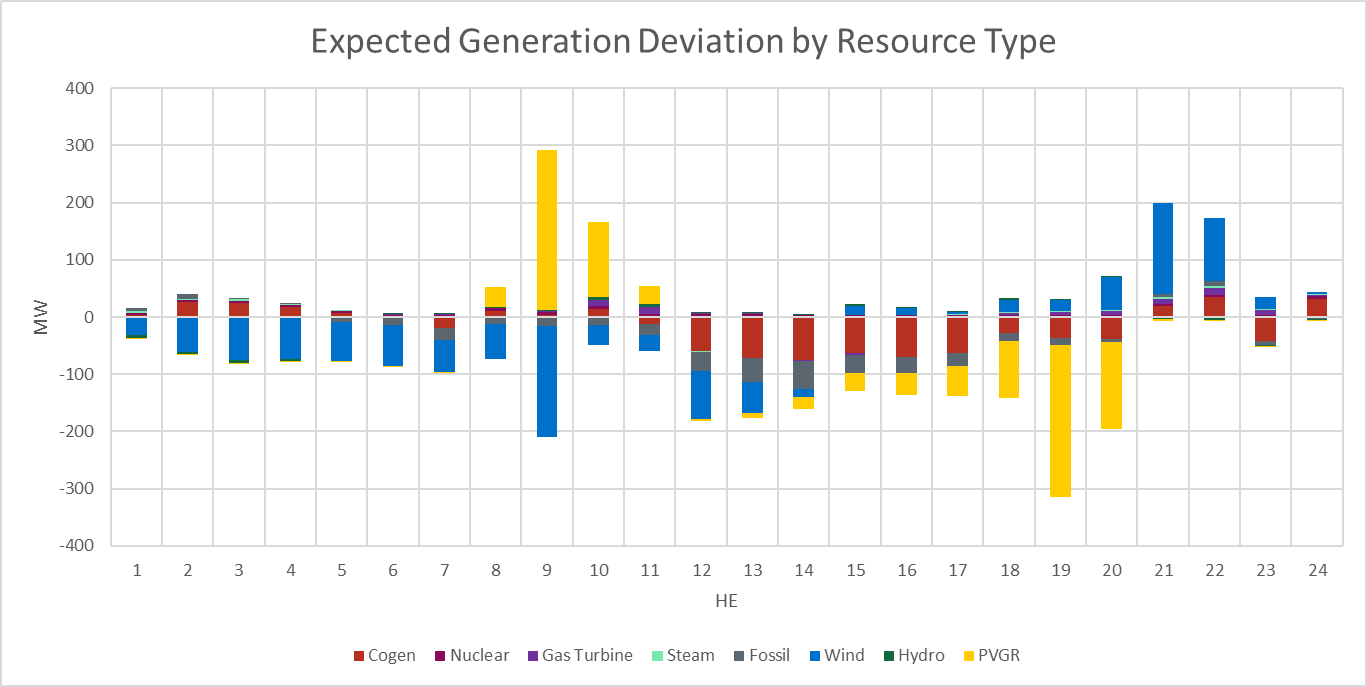 Expected Generation Deviation by Resource Type
400
300
200
100
0
-100
-200
-300
-400
MW
1 2 3 4 5 6 7 8 9 10 11 12 13 14 15 16 17 18 19 20 21 22 23 24
HE
Cogen Nuclear Gas Turbine Steam Fossil Wind Hydro PVGR